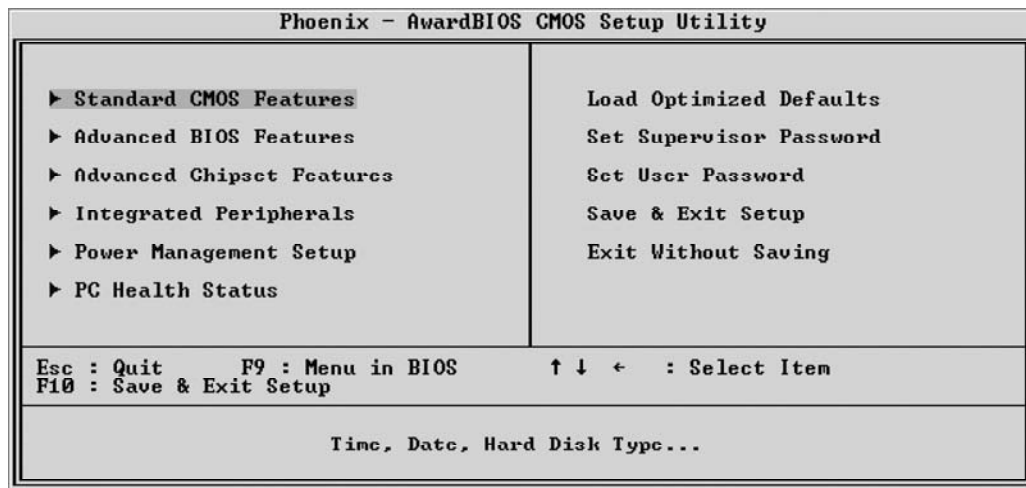 Phoenix - AwardBIOS CMOS Setup Utility
► Standard CMOS Features
► Advanced BIOS Features
► Advanced Chipset Features
► Integrated Peripherals
► Power Management Setup
► PC Health Status
Load Optimized Defaults
Set Supervisor Password
Set User Password
Save & Exit Setup
Exit Without Saving
Esc : Quit F9 : Menu in BIOS ↑ ↓ ← : Select Item
F10 : Save & Exit Setup
Time, Date, Hard Disk Type...